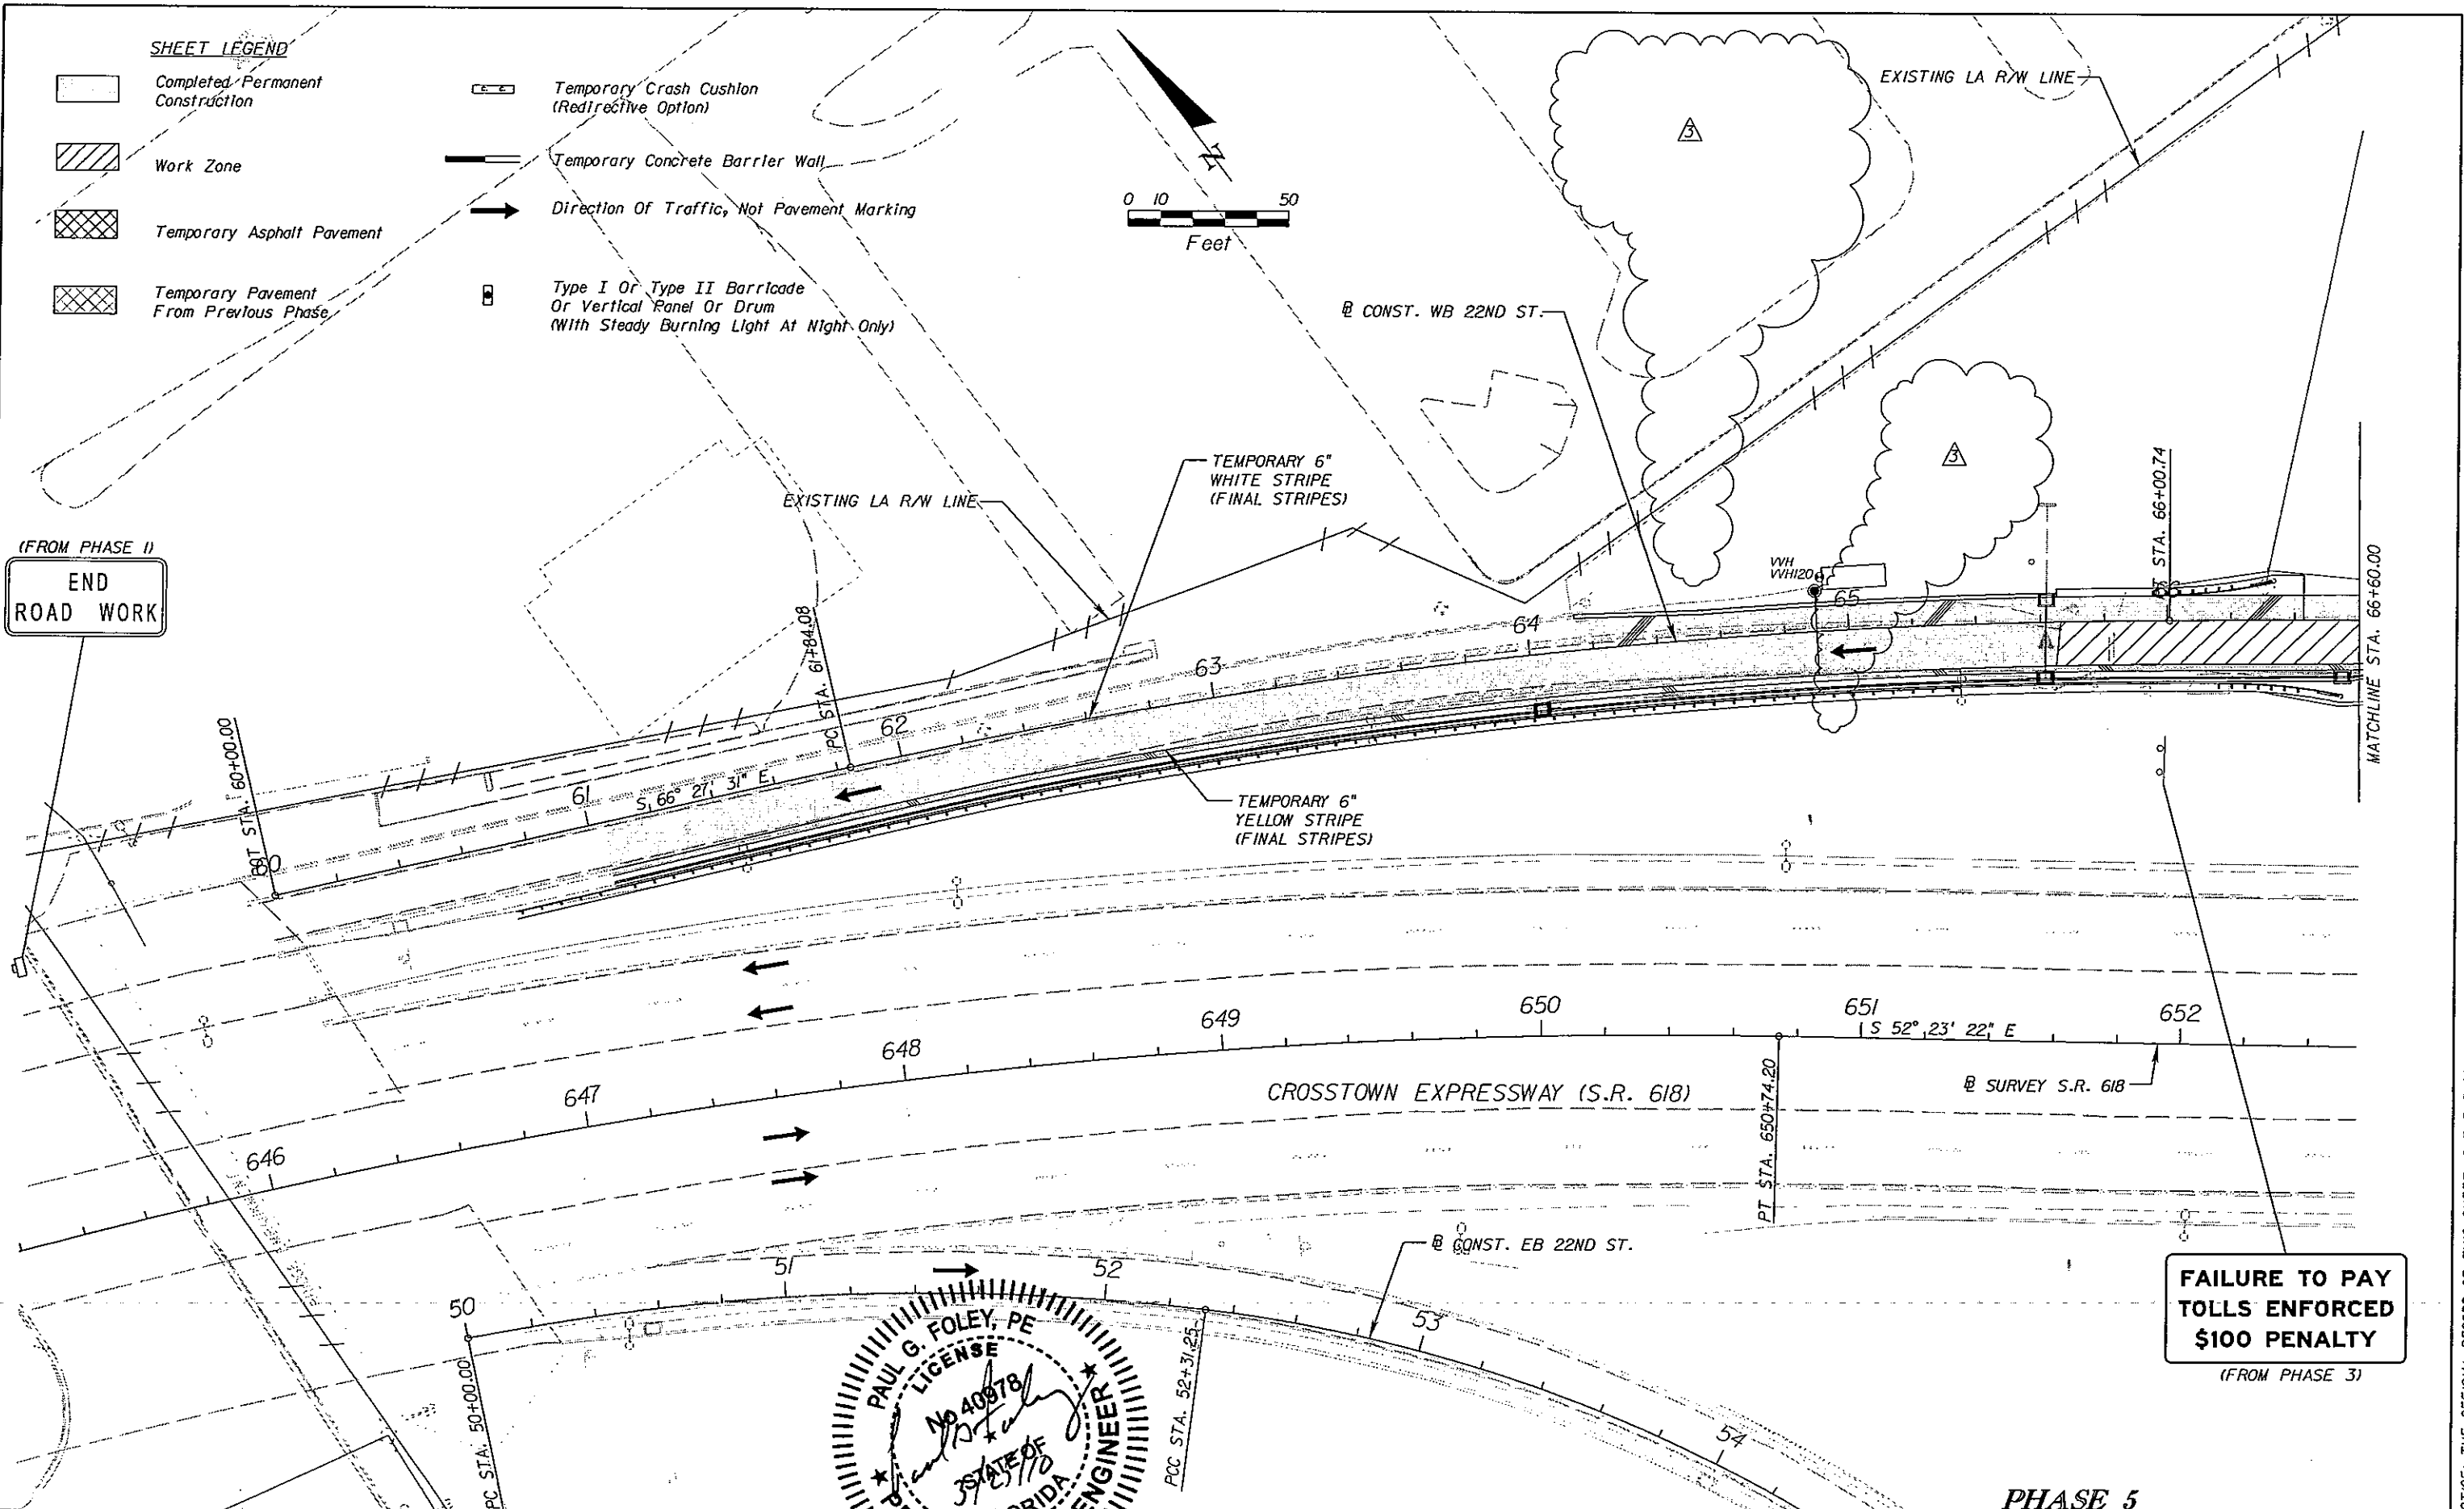 SHEET LEGEND
Completed Permanent
Construction
Work Zone
Temporary Asphalt Pavement
Temporary Pavement
From Previous Phase
Temporary Crash Cushion
(Redirective Option)
Temporary Concrete Barrier Wall
Direction Of Traffic, Not Pavement Marking
Type I Or Type II Barricade
Or Vertical Panel Or Drum
(With Steady Burning Light At Night Only)
N
0 10 50
Feet
3
EXISTING LA R/W LINE
℄ CONST. WB 22ND ST.
3
TEMPORARY 6"
WHITE STRIPE
(FINAL STRIPES)
EXISTING LA R/W LINE
(FROM PHASE 1)
END
ROAD WORK
VVH
VVH120
PT STA. 66+00.74
MATCHLINE STA. 66+60.00
PC STA. 61+84.08
STA. 60+00.00
60
61
62
63
64
65
S 66° 27' 31" E
TEMPORARY 6"
YELLOW STRIPE
(FINAL STRIPES)
646
647
648
649
650
651
652
S 52° 23' 22" E
CROSSTOWN EXPRESSWAY (S.R. 618)
℄ SURVEY S.R. 618
PT STA. 650+74.20
℄ CONST. EB 22ND ST.
50
51
52
53
54
PC STA. 50+00.00
PCC STA. 52+31.25
PAUL G. FOLEY, PE
LICENSE
No 40978
STATE OF
ENGINEER
FAILURE TO PAY
TOLLS ENFORCED
$100 PENALTY
(FROM PHASE 3)
PHASE 5